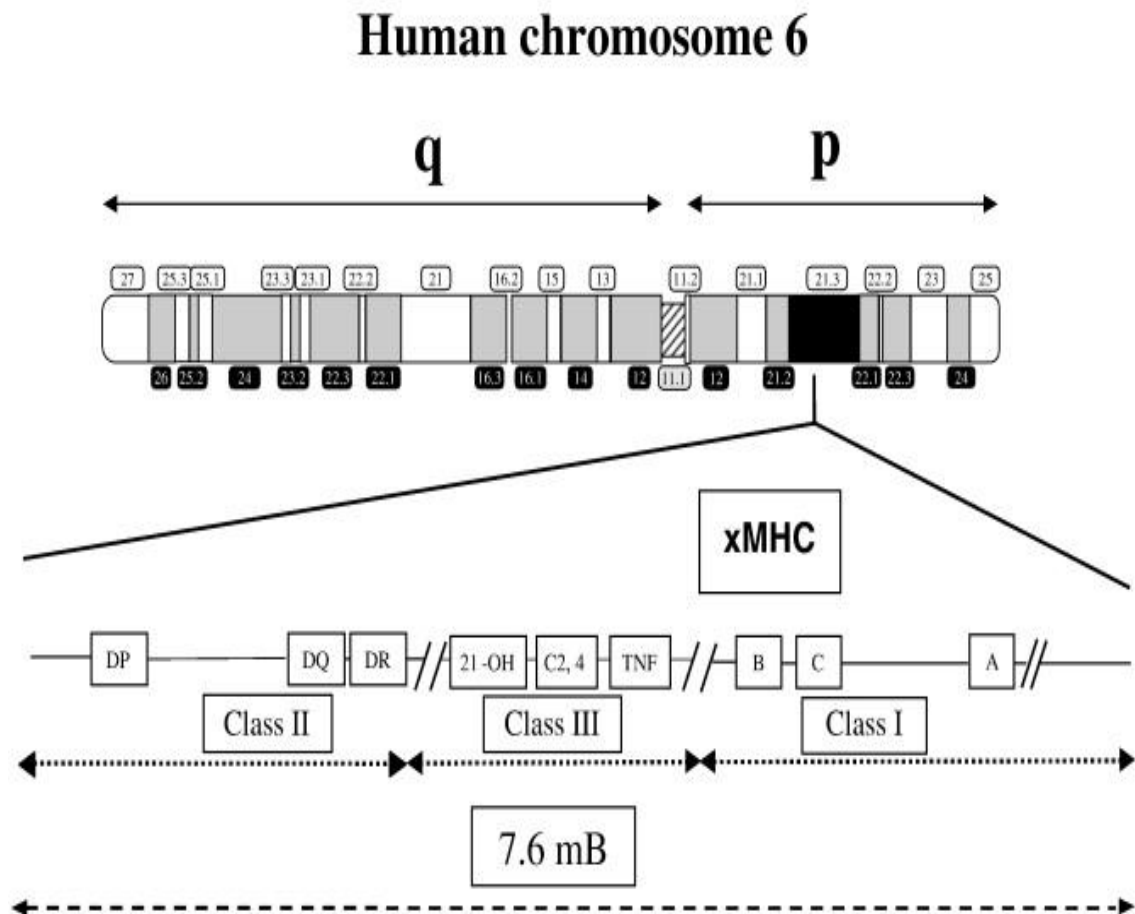 Human chromosome 6
q p
27 25.3 25.1 23.3 23.1 22.2 21 16.2 15 13 11.2 21.1 21.3 22.2 23 25
26 25.2 24 23.2 22.3 22.1 16.3 16.1 14 12 11.1 12 21.2 22.1 22.3 24
xMHC
DP DQ DR 21 -OH C2, 4 TNF B C A
Class II Class III Class I
7.6 mB